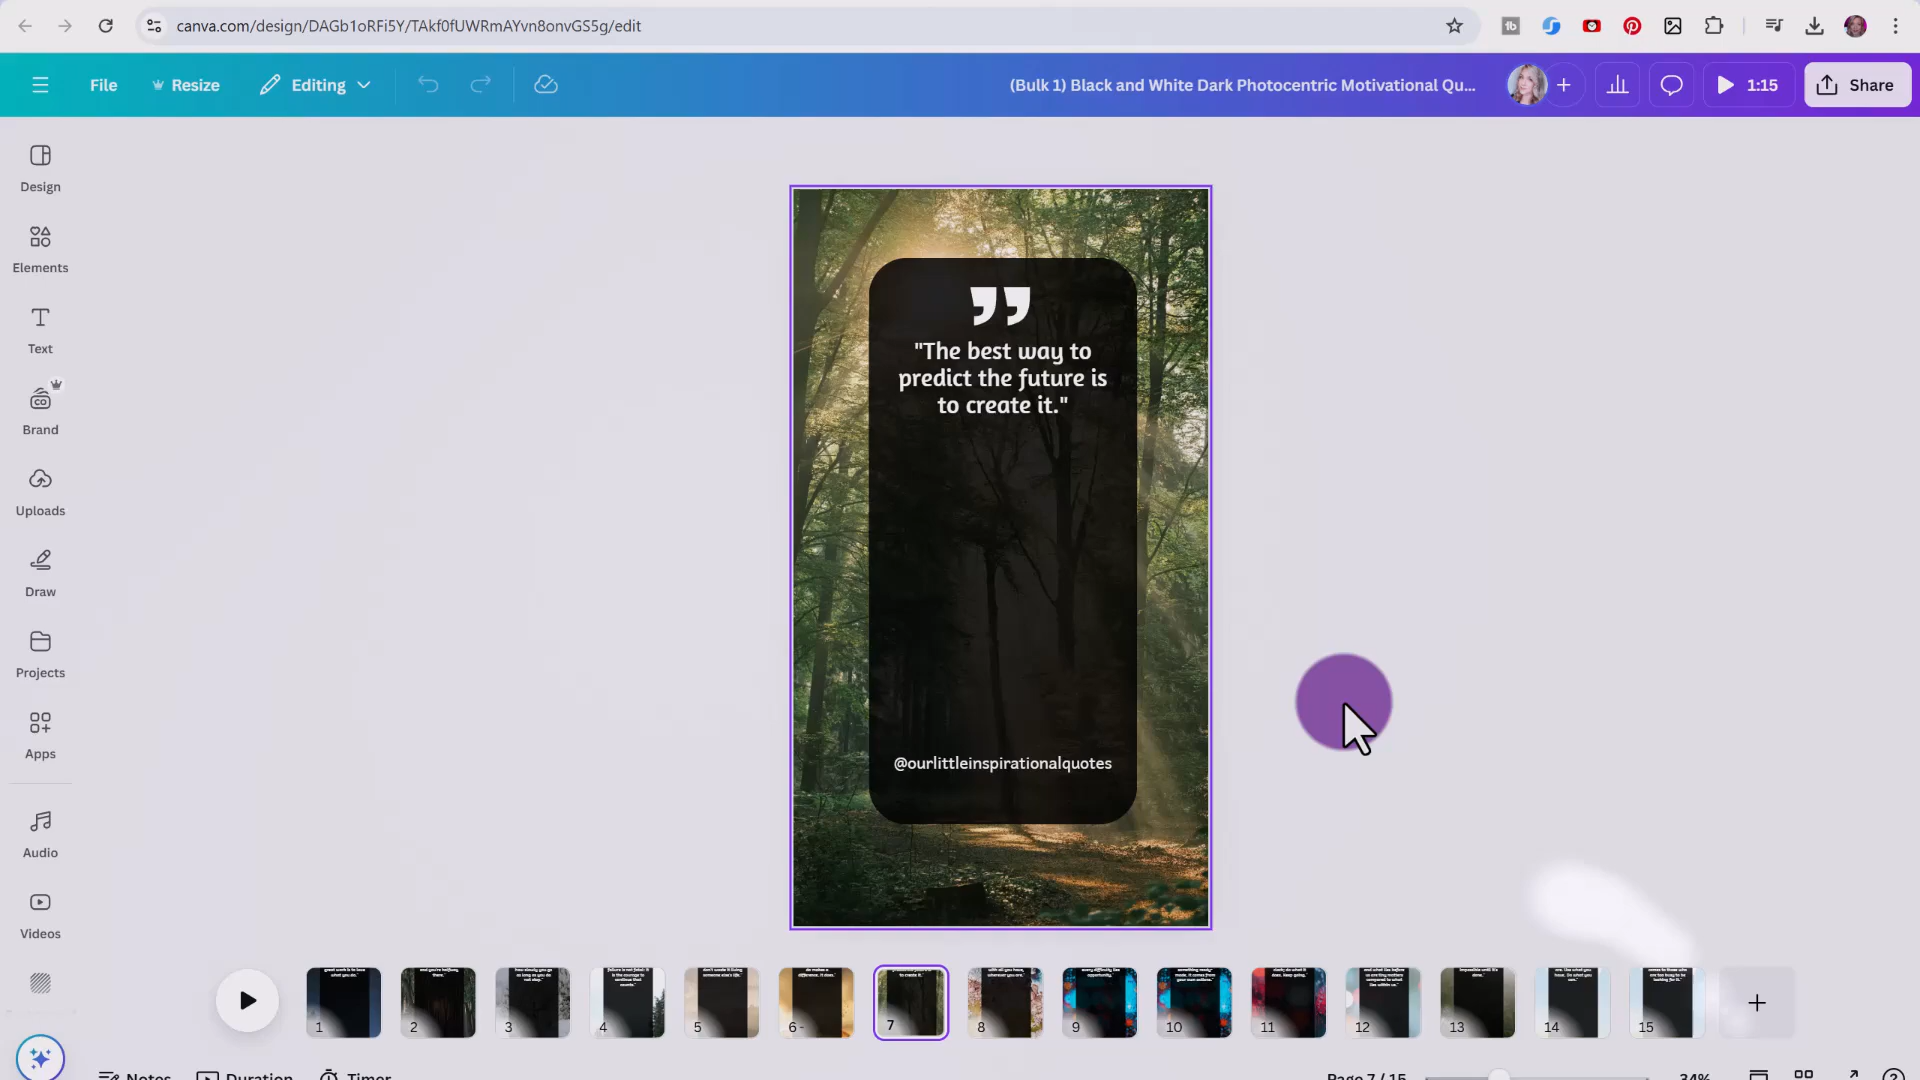 canva.com/design/DAGb1oRFi5Y/TAkf0fUWRmAYvn8onvGS5g/edit
File
Resize
Editing
(Bulk 1) Black and White Dark Photocentric Motivational Qu...
1:15
Share
Design
Elements
Text
Brand
Uploads
Draw
Projects
Apps
Audio
Videos
"The best way to
predict the future is
to create it."
@ourlittleinspirationalquotes
1
2
3
4
5
6 -
7
8
9
10
11
12
13
14
15
Notes
Duration
Timer
Page 7 / 15
34%